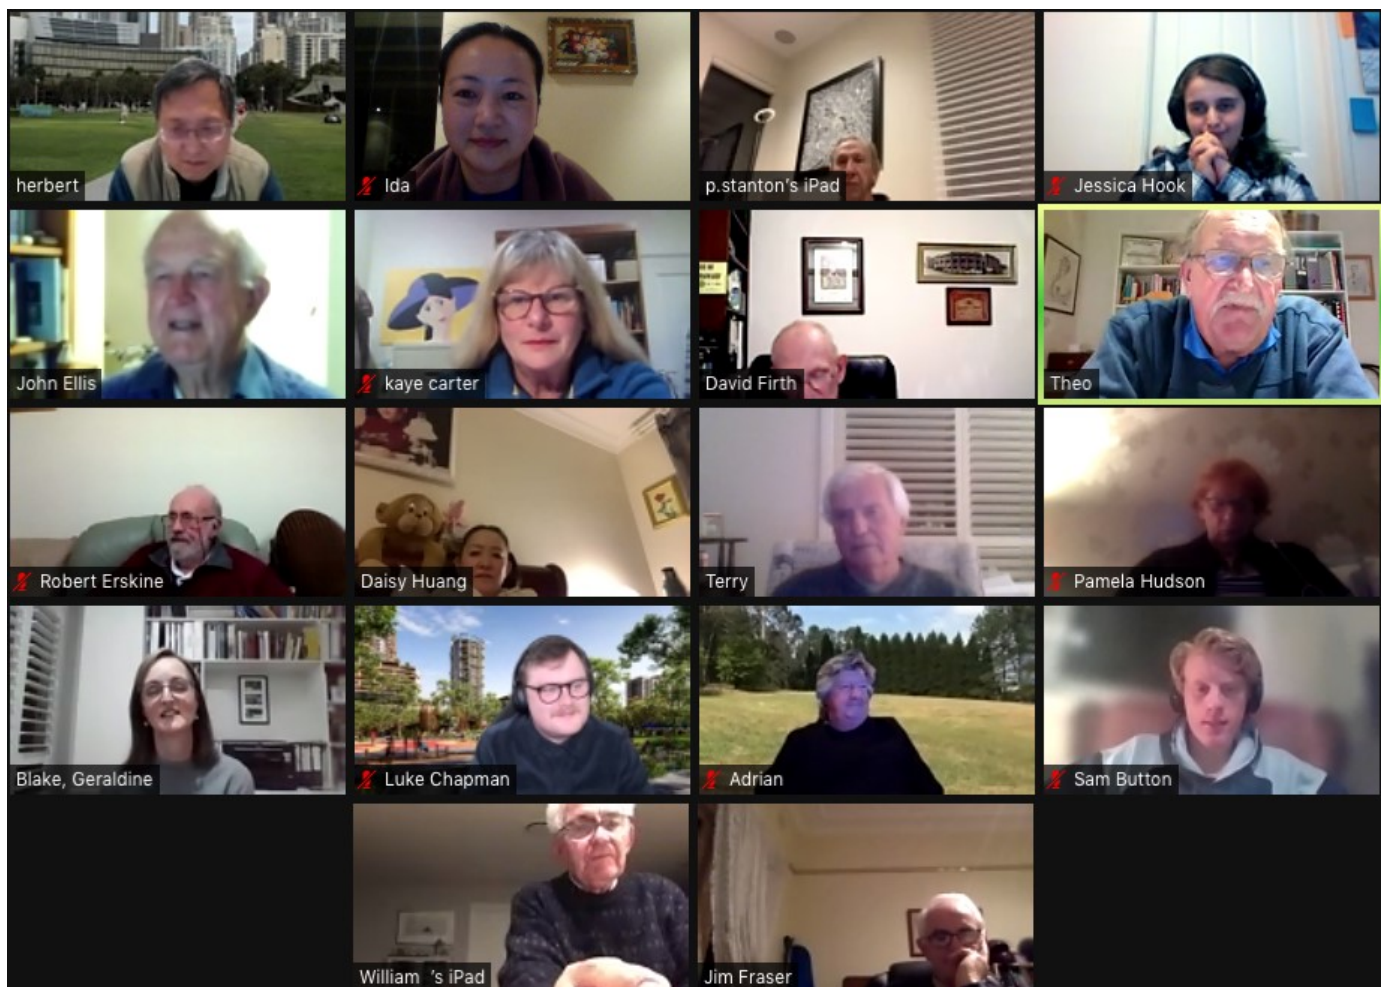 herbert
Ida
p.stanton's iPad
Jessica Hook
John Ellis
kaye carter
David Firth
Theo
Robert Erskine
Daisy Huang
Terry
Pamela Hudson
Blake, Geraldine
Luke Chapman
Adrian
Sam Button
William 's iPad
Jim Fraser